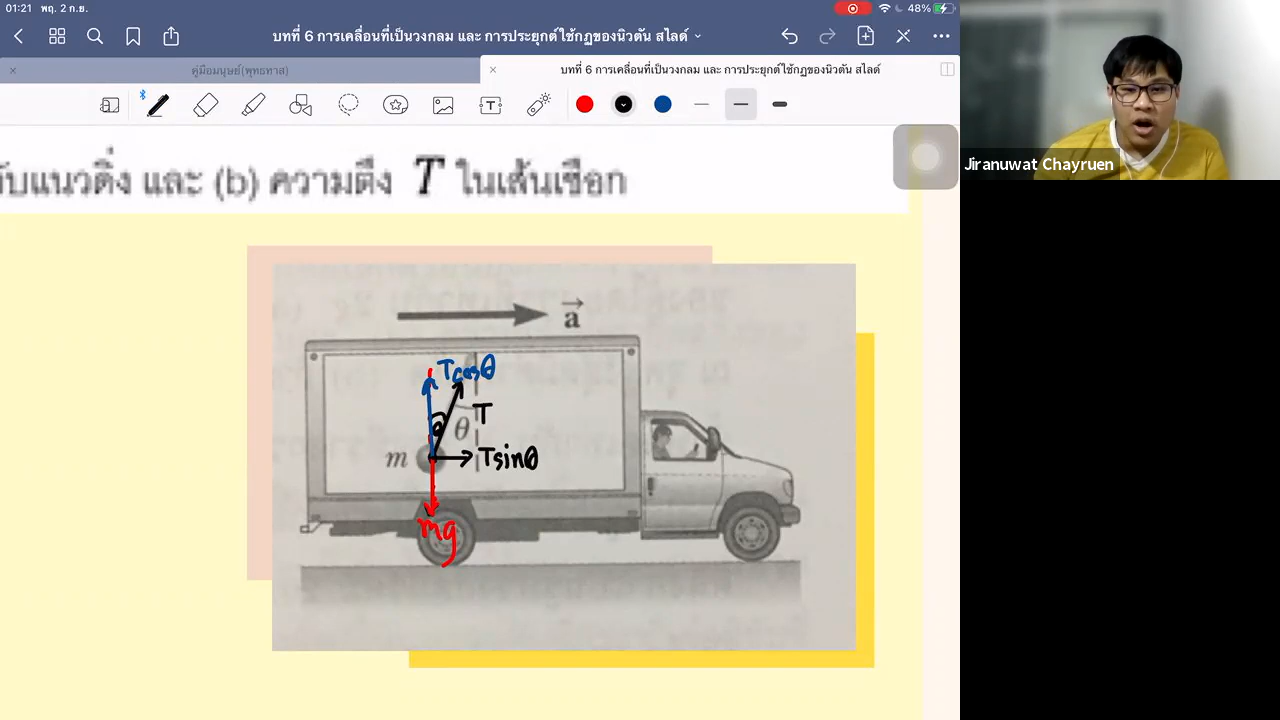 01:21 พฤ. 2 ก.ย. 48%
บทที่ 6 การเคลื่อนที่เป็นวงกลม และ การประยุกต์ใช้กฏของนิวตัน สไลด์
คู่มือมนุษย์(พุทธทาส)
บทที่ 6 การเคลื่อนที่เป็นวงกลม และ การประยุกต์ใช้กฏของนิวตัน สไลด์
Jiranuwat Chayruen
กับแนวดิ่ง และ (b) ความตึง T ในเส้นเชือก
a
Tcosθ
T
θ
θ
m
Tsinθ
mg